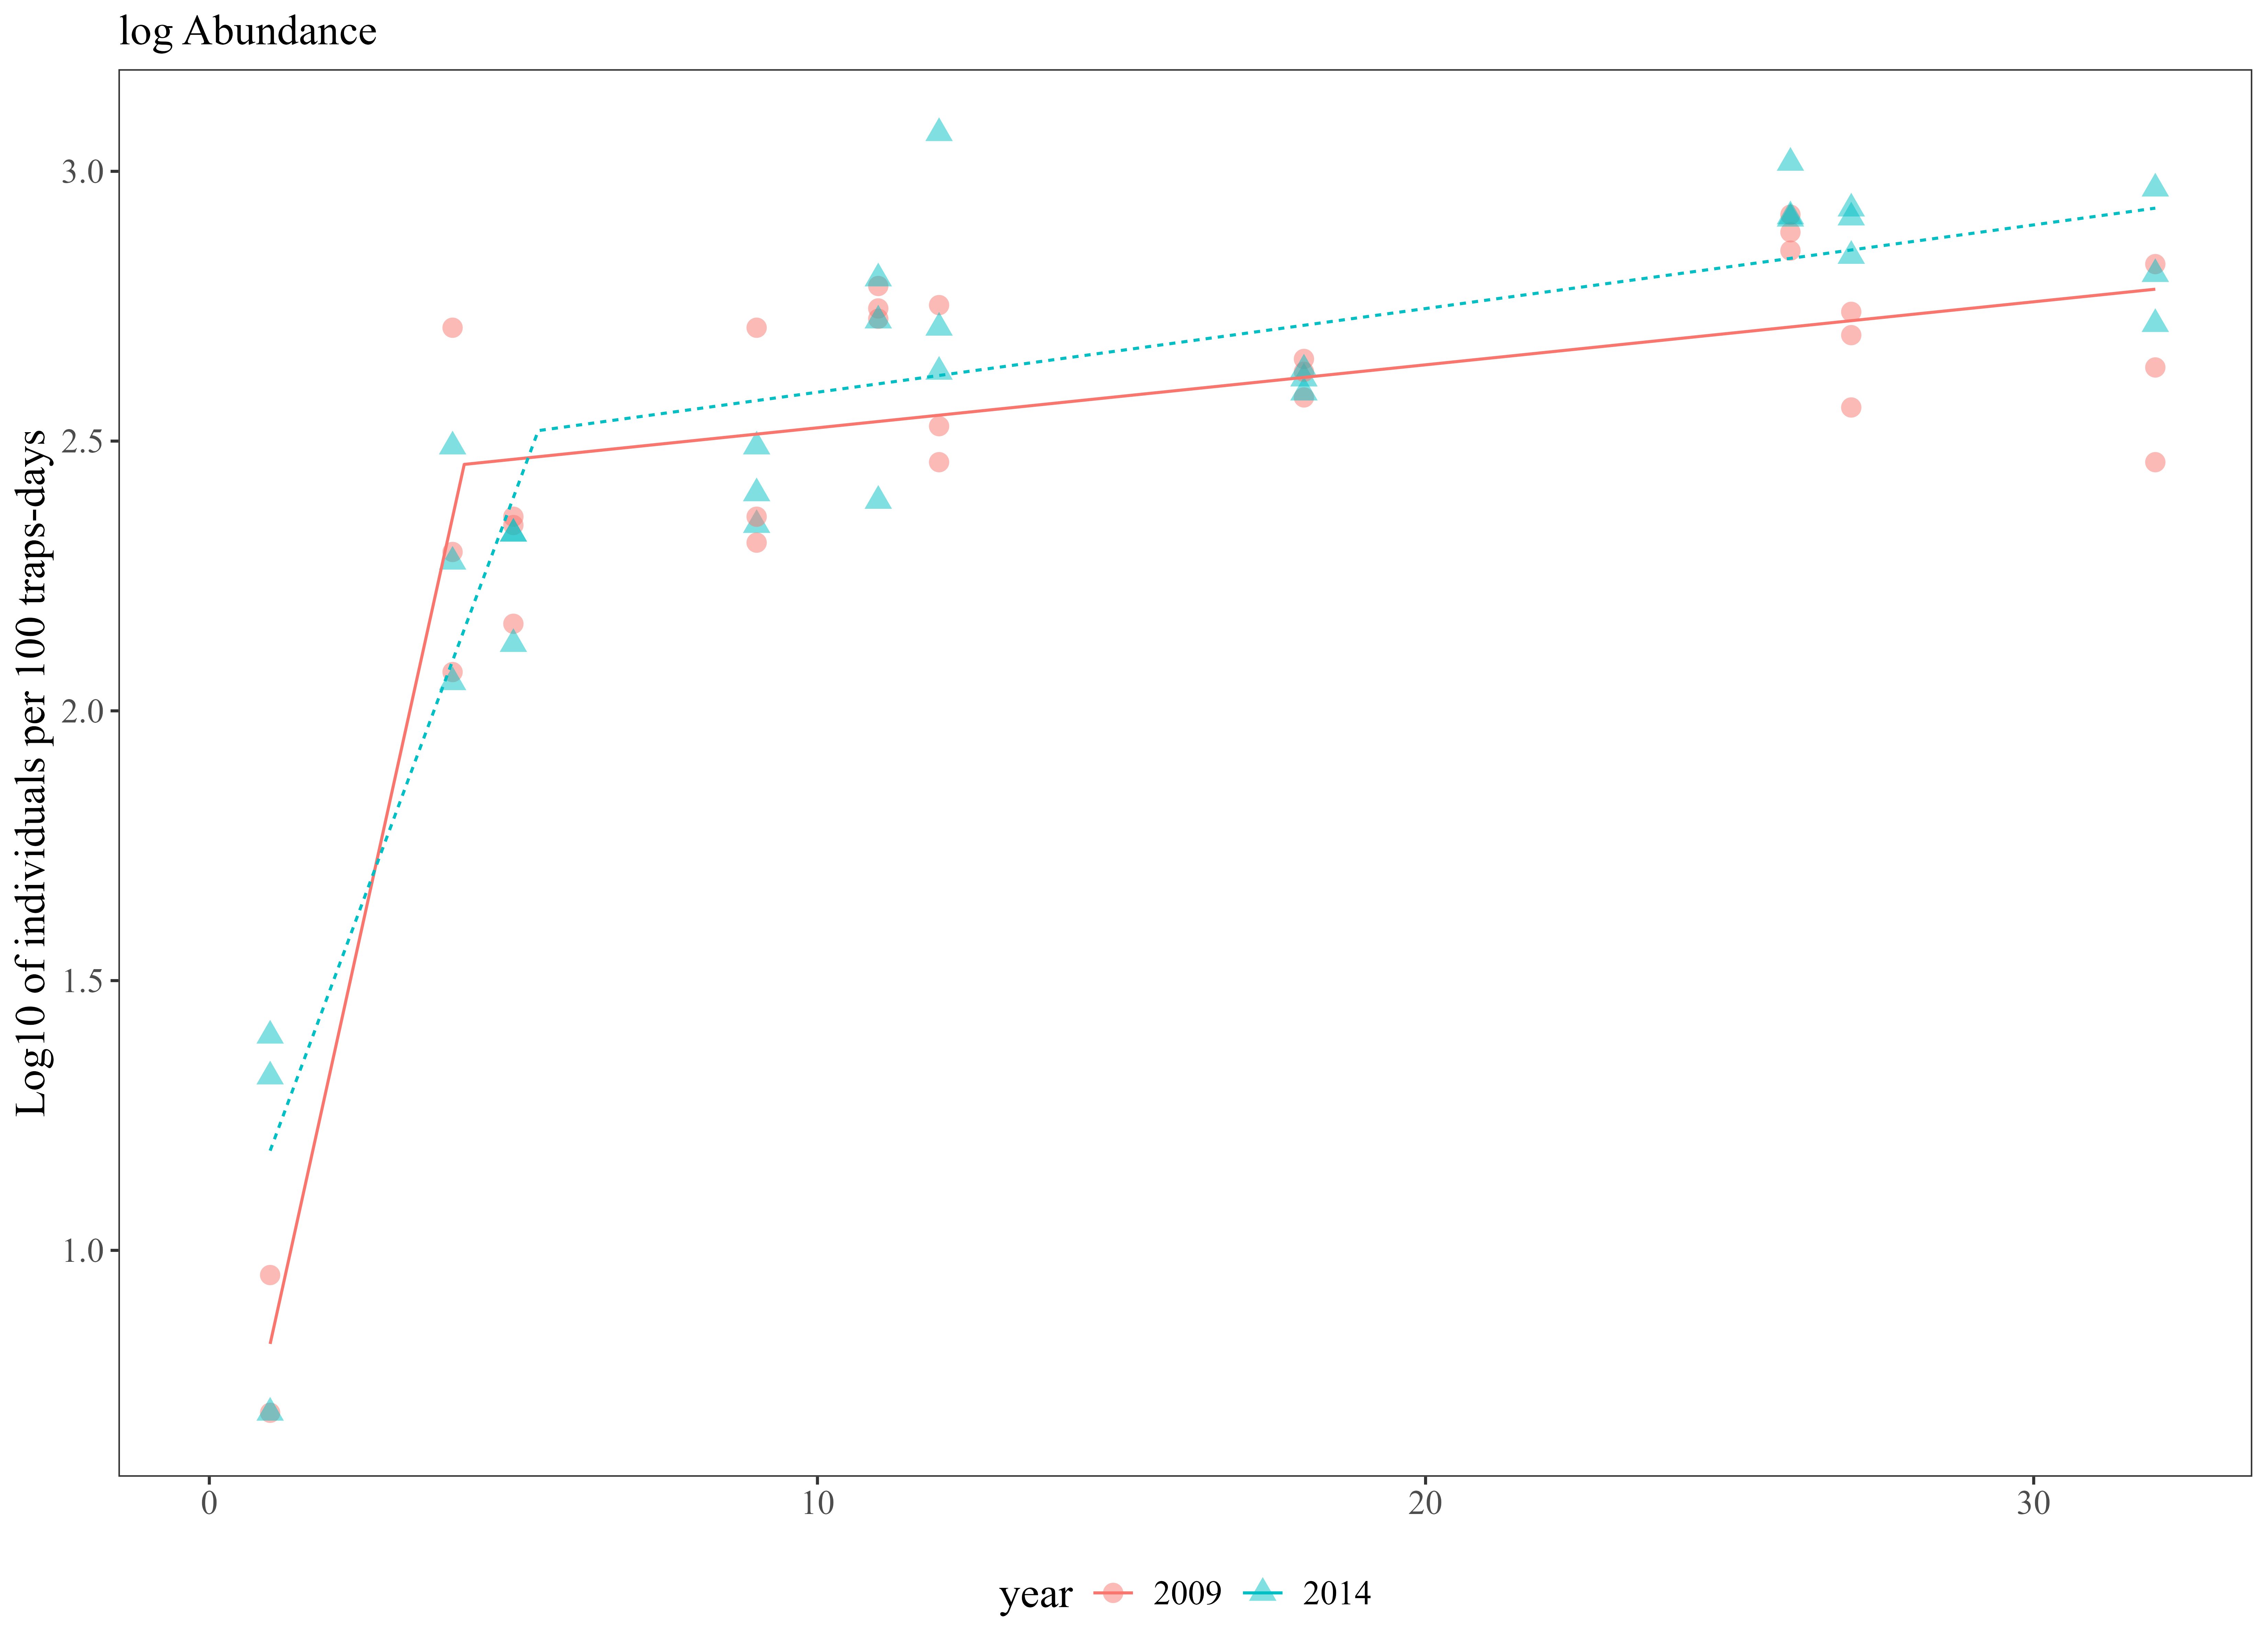 log Abundance
Log10 of individuals per 100 traps-days
3.0
2.5
2.0
1.5
1.0
0 10 20 30
year 2009 2014